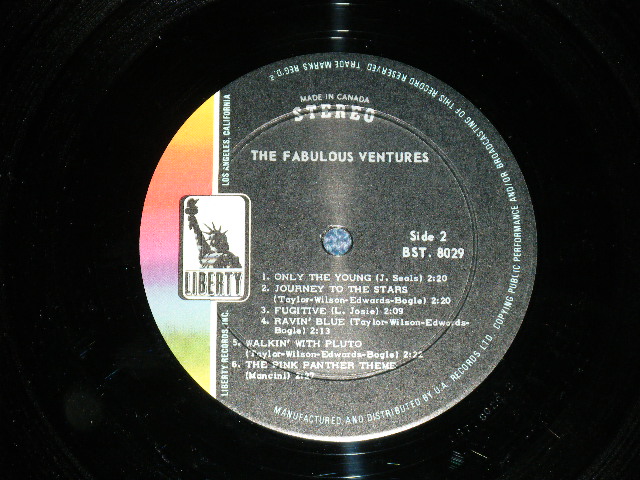 MADE IN CANADA
STEREO
THE FABULOUS VENTURES
Side 2
BST. 8029
1. ONLY THE YOUNG (J. Seals) 2:20
2. JOURNEY TO THE STARS
(Taylor-Wilson-Edwards-Bogle) 2:20
3. FUGITIVE (L. Josie) 2:09
4. RAVIN' BLUE (Taylor-Wilson-Edwards-
Bogle) 2:13
5. WALKIN' WITH PLUTO
(Taylor-Wilson-Edwards-Bogle) 2:22
6. THE PINK PANTHER THEME
(Mancini) 2:27
LIBERTY
LIBERTY RECORDS, INC.
LOS ANGELES, CALIFORNIA
MANUFACTURED AND DISTRIBUTED BY U.A. RECORDS LTD. COPYING PUBLIC PERFORMANCE AND/OR BROADCASTING OF THIS RECORD RESERVED. TRADE MARKS REG'D.